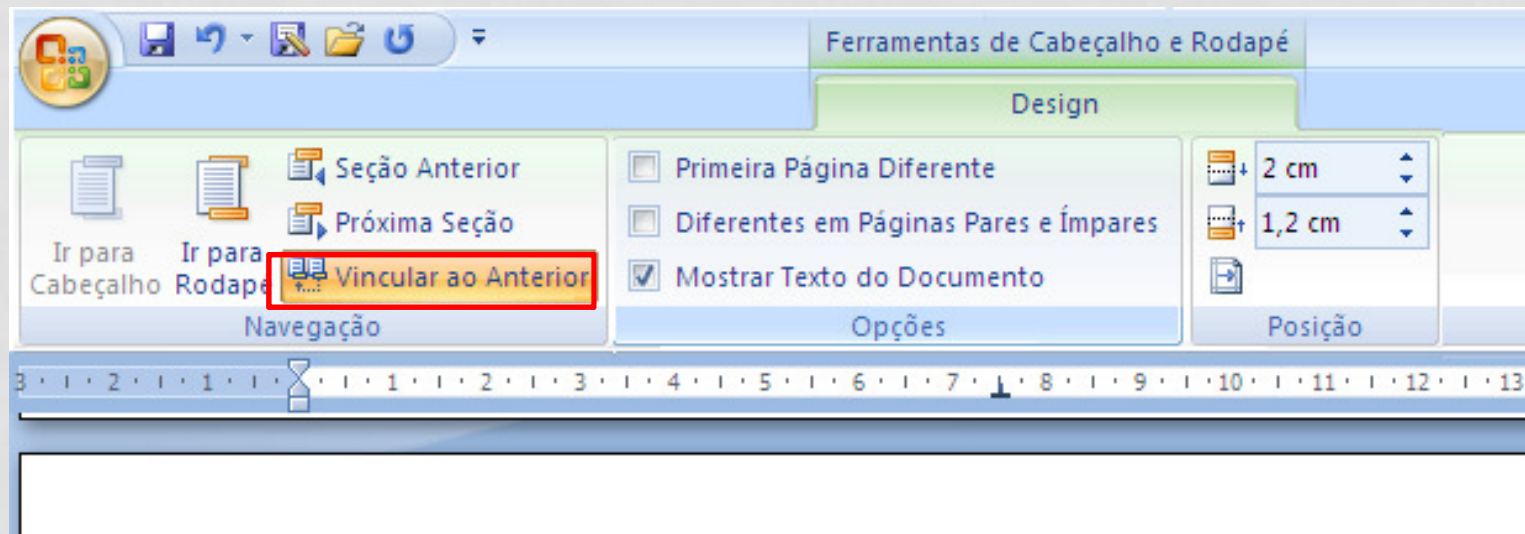 Ferramentas de Cabeçalho e Rodapé
Design
Ir para Cabeçalho
Ir para Rodapé
Seção Anterior
Próxima Seção
Vincular ao Anterior
Navegação
Primeira Página Diferente
Diferentes em Páginas Pares e Ímpares
Mostrar Texto do Documento
Opções
2 cm
1,2 cm
Posição
3 2 1 1 2 3 4 5 6 7 8 9 10 11 12 13